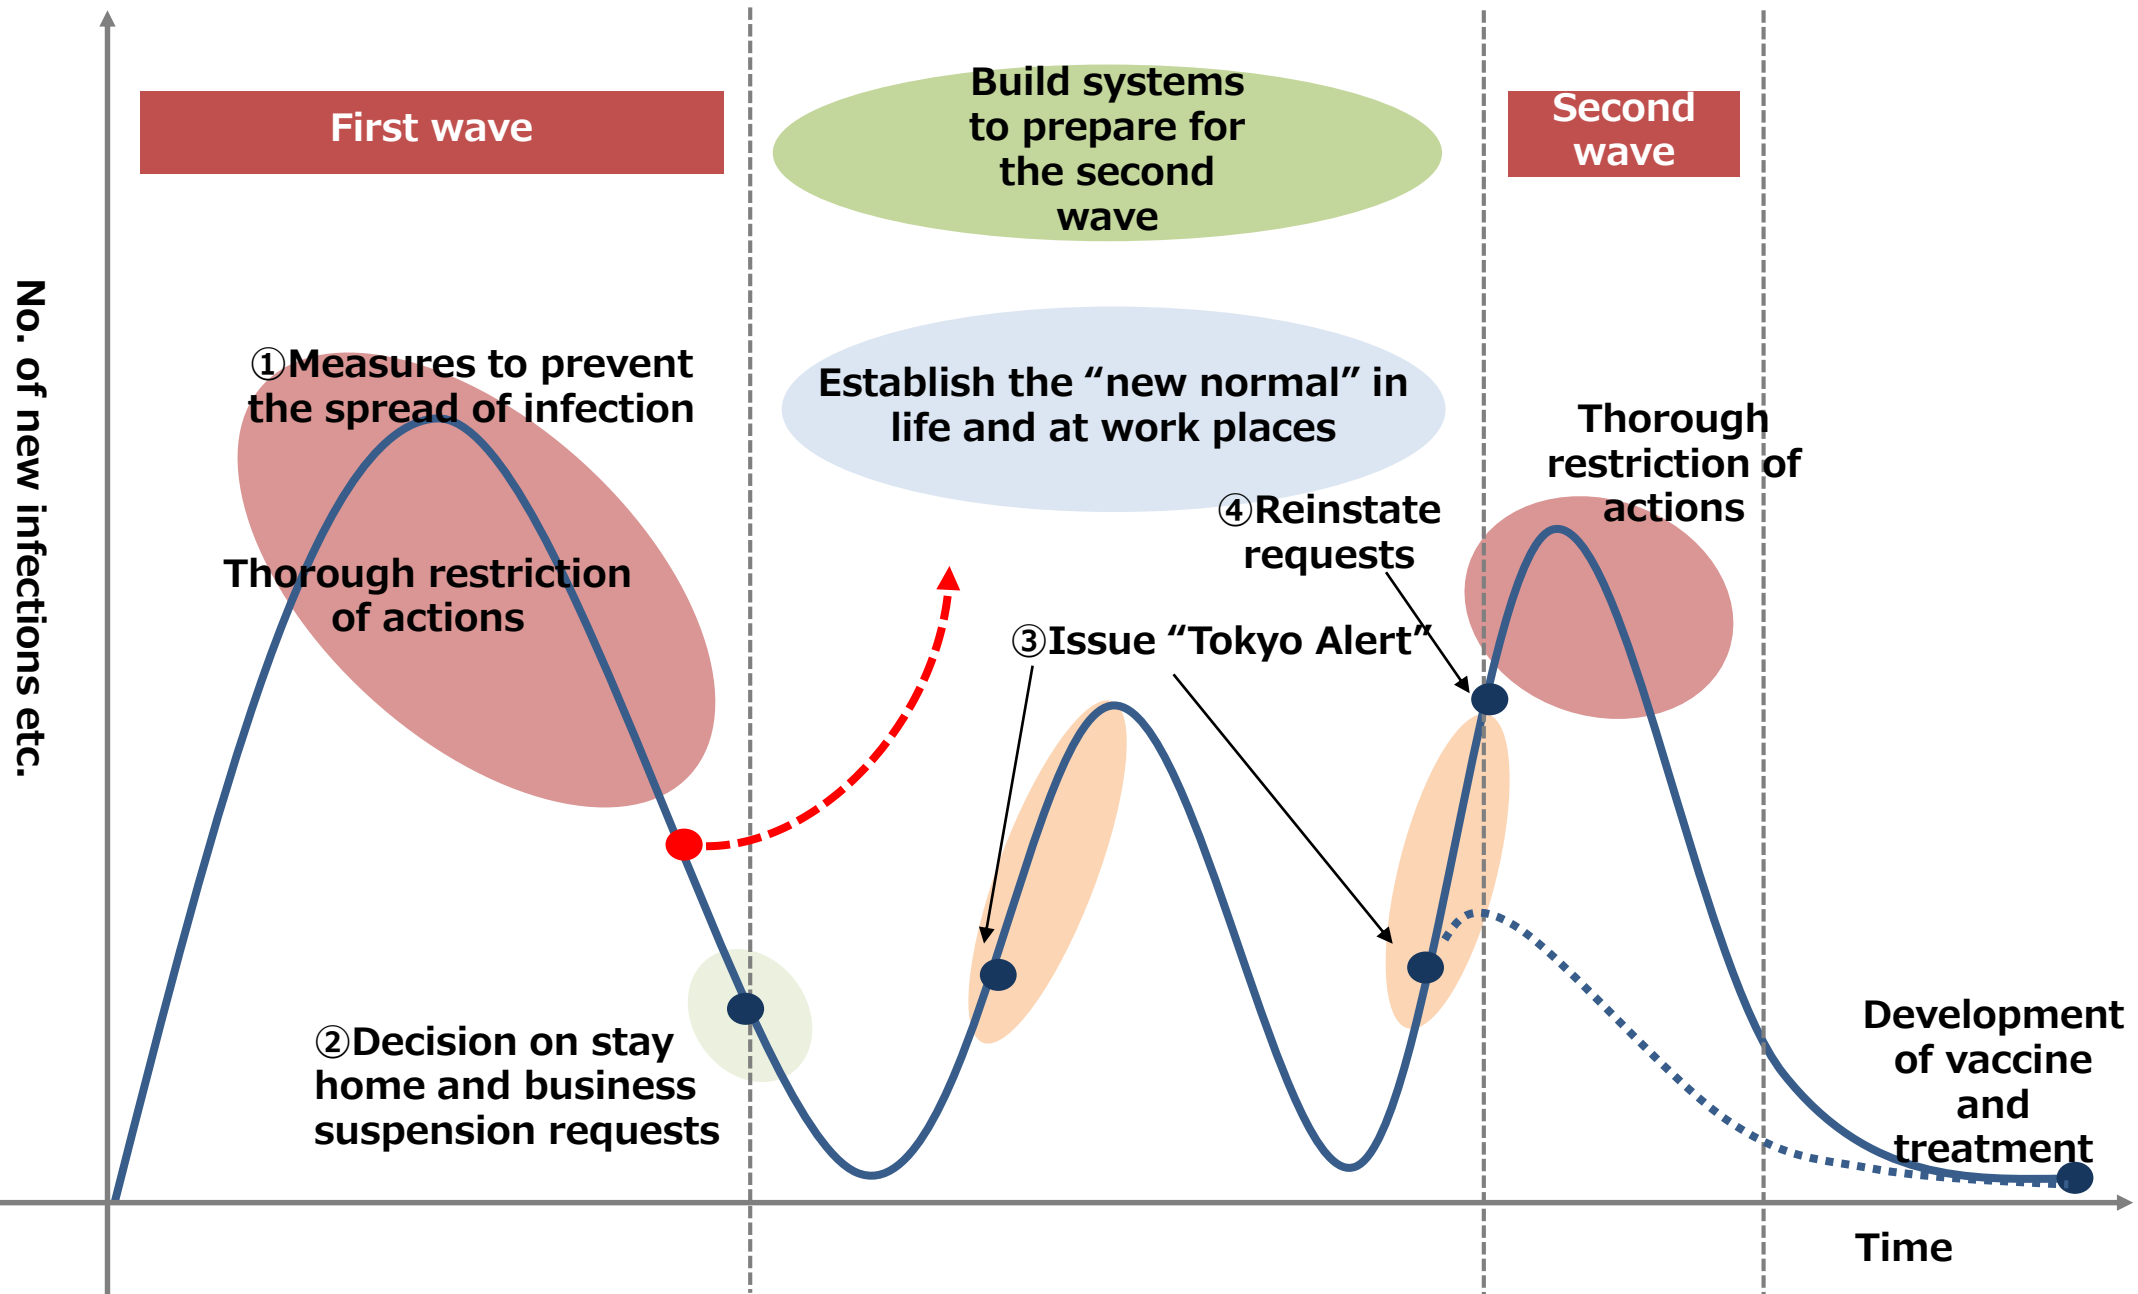 First wave
Build systems
to prepare for
the second
wave
Second
wave
No. of new infections etc.
①Measures to prevent
the spread of infection
Thorough restriction
of actions
Establish the “new normal” in
life and at work places
④Reinstate
requests
③Issue “Tokyo Alert”
Thorough
restriction of
actions
②Decision on stay
home and business
suspension requests
Development
of vaccine
and
treatment
Time